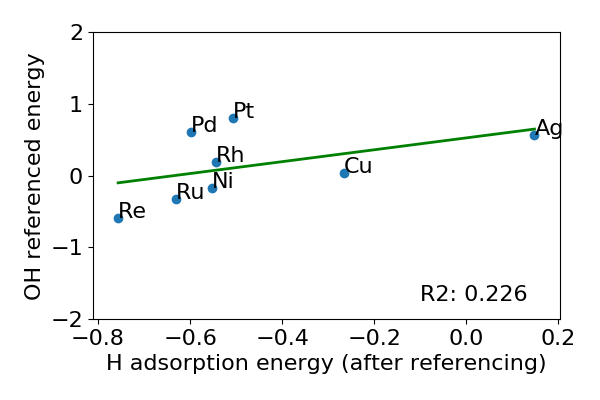 2
1
0
−1
−2
OH referenced energy
Pd
Pt
Ag
Rh
Cu
Ni
Ru
Re
R2: 0.226
−0.8
−0.6
−0.4
−0.2
0.0
0.2
H adsorption energy (after referencing)